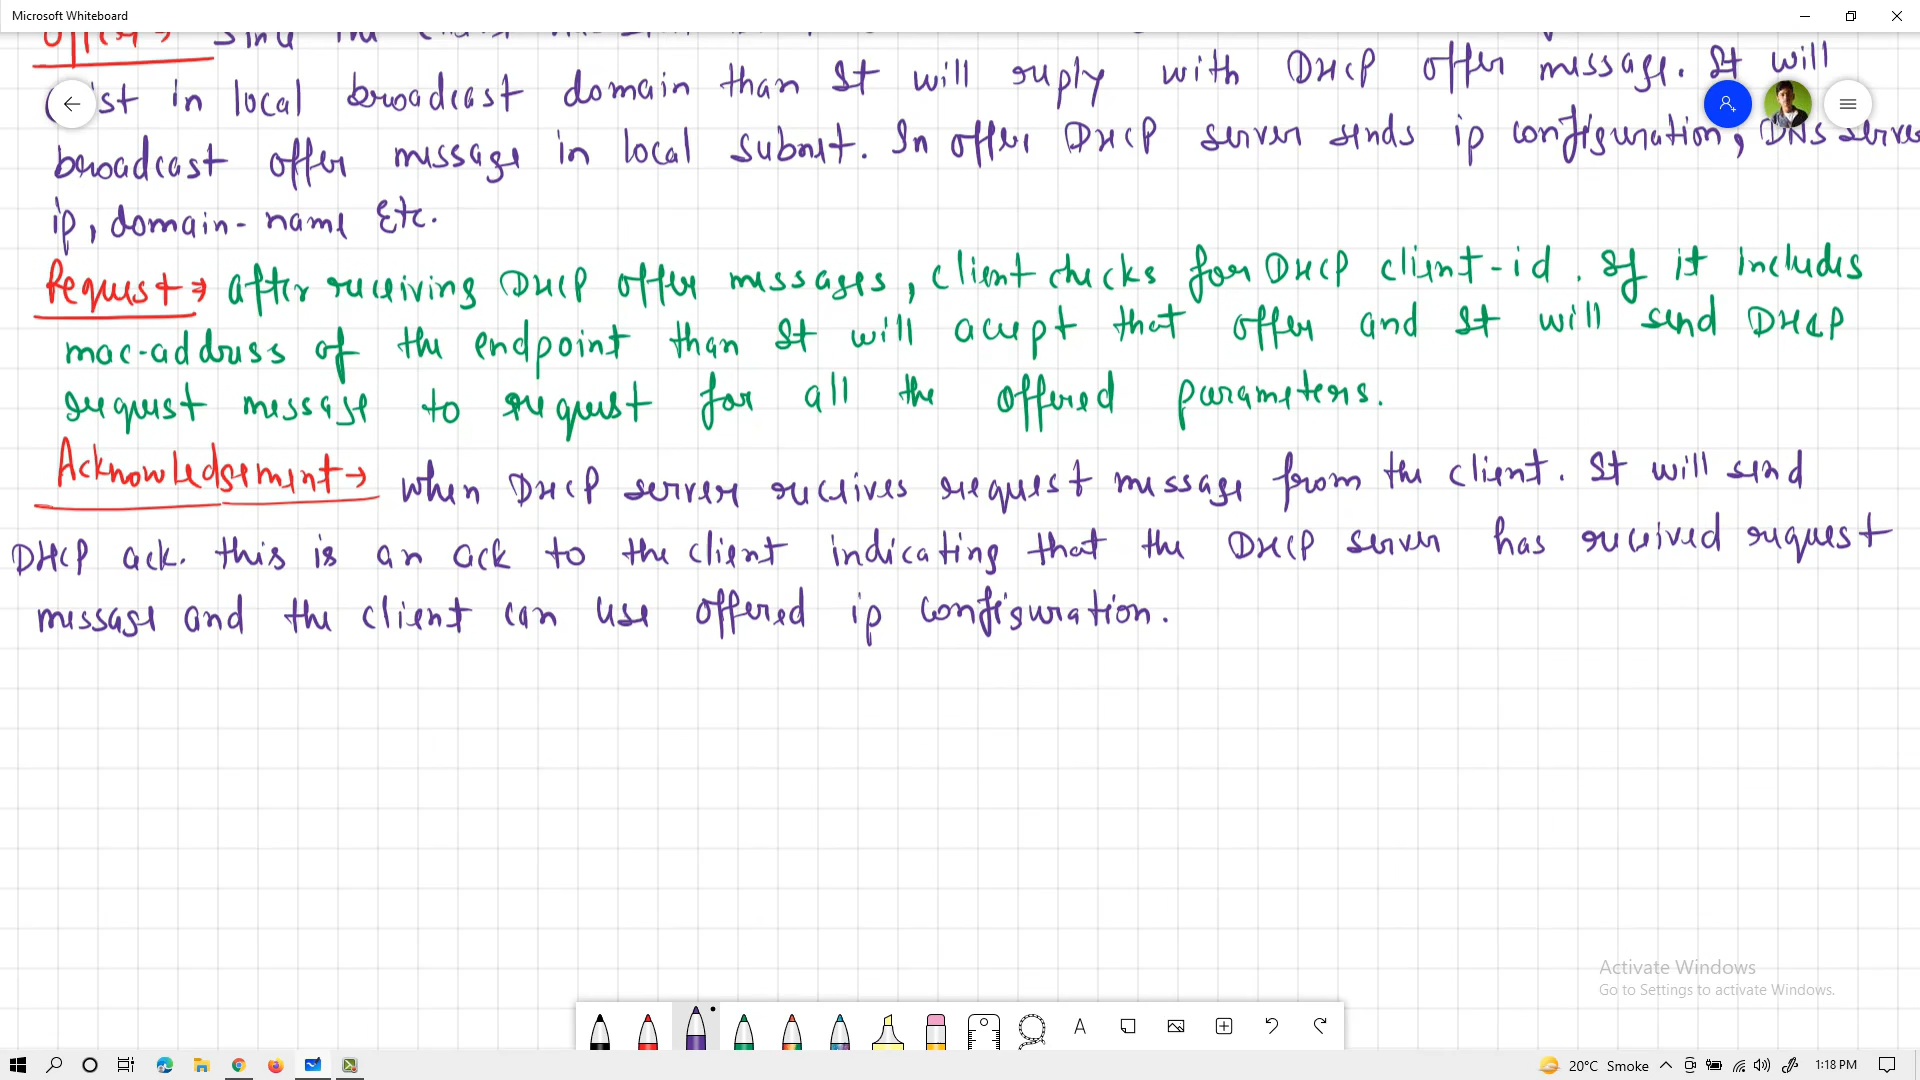 Microsoft Whiteboard
offer →
in local broadcast domain than It will reply with DHCP offer message. It will
broadcast offer message in local subnet. In offer DHCP server sends ip configuration, DNS server
ip, domain-name Etc.
Request → after receiving DHCP offer messages, client checks for DHCP client-id. If it includes
mac-address of the endpoint than It will accept that offer and It will send DHCP
request message to request for all the offered parameters.
Acknowledgement → when DHCP server receives request message from the client. It will send
DHCP ack. this is an ack to the client indicating that the DHCP server has received request
message and the client can use offered ip configuration.
Activate Windows
Go to Settings to activate Windows.
A
20°C Smoke 1:18 PM